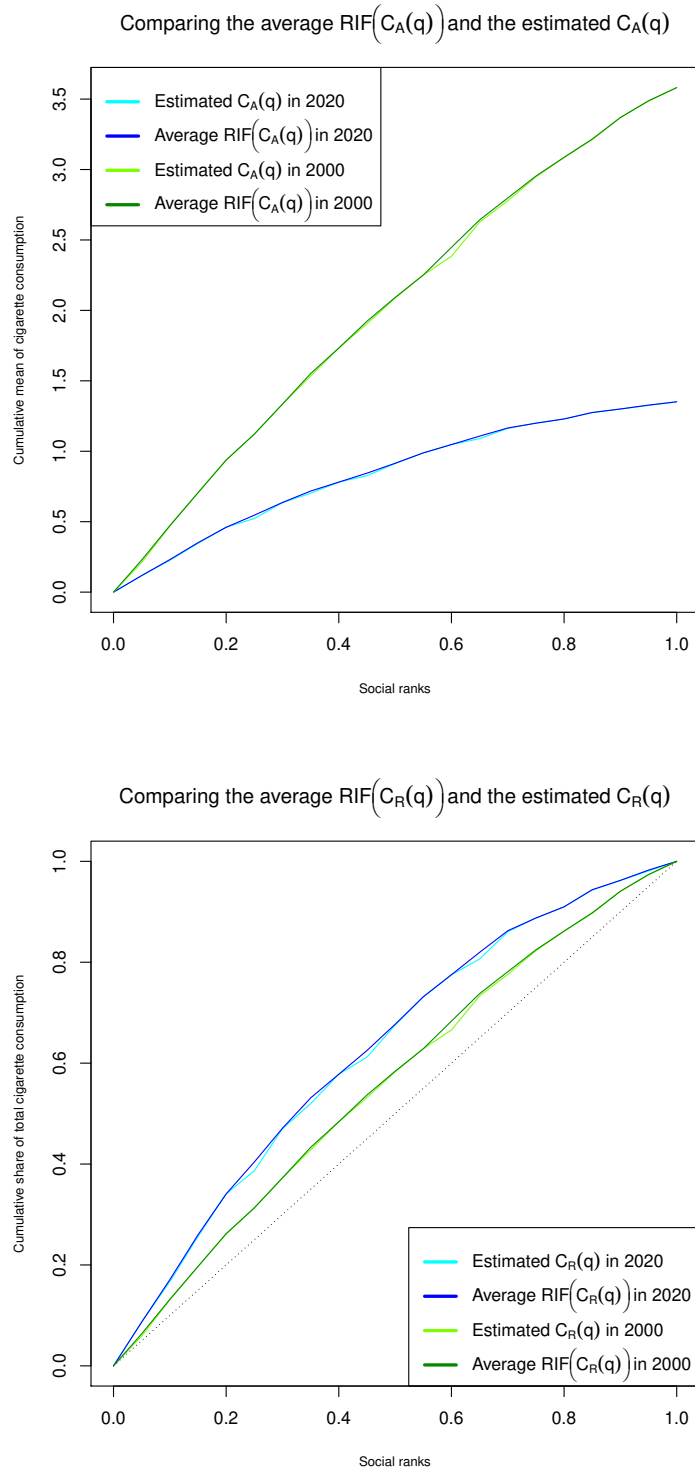 Comparing the average RIF(C_A(q)) and the estimated C_A(q)
Estimated C_A(q) in 2020
Average RIF(C_A(q)) in 2020
Estimated C_A(q) in 2000
Average RIF(C_A(q)) in 2000
Cumulative mean of cigarette consumption
3.5
3.0
2.5
2.0
1.5
1.0
0.5
0.0
0.0 0.2 0.4 0.6 0.8 1.0
Social ranks
Comparing the average RIF(C_R(q)) and the estimated C_R(q)
Cumulative share of total cigarette consumption
1.0
0.8
0.6
0.4
0.2
0.0
Estimated C_R(q) in 2020
Average RIF(C_R(q)) in 2020
Estimated C_R(q) in 2000
Average RIF(C_R(q)) in 2000
0.0 0.2 0.4 0.6 0.8 1.0
Social ranks